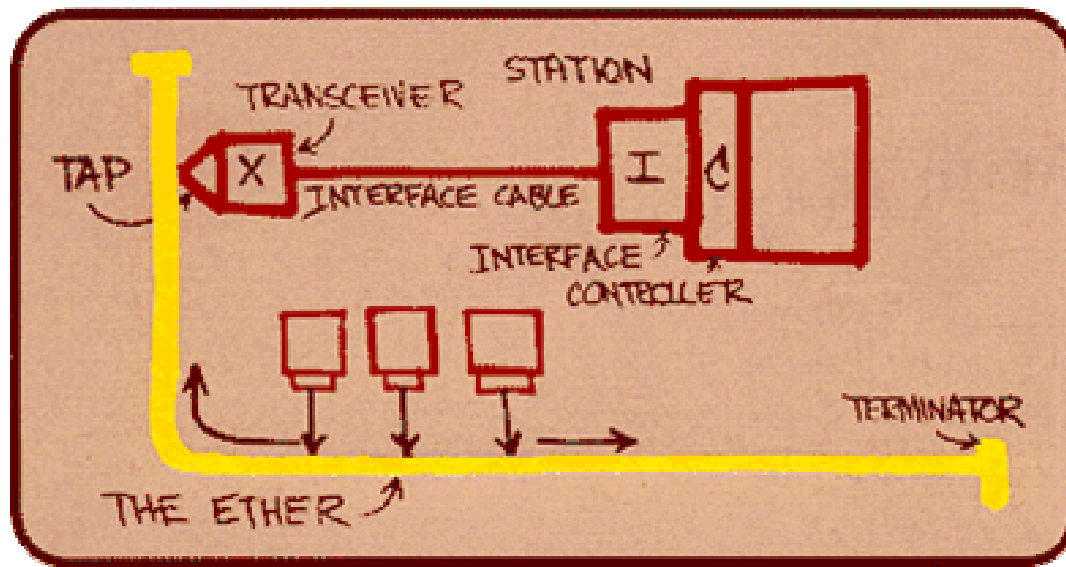 STATION
TRANSCEIVER
TAP
X
I
C
INTERFACE CABLE
INTERFACE
CONTROLLER
TERMINATOR
THE ETHER